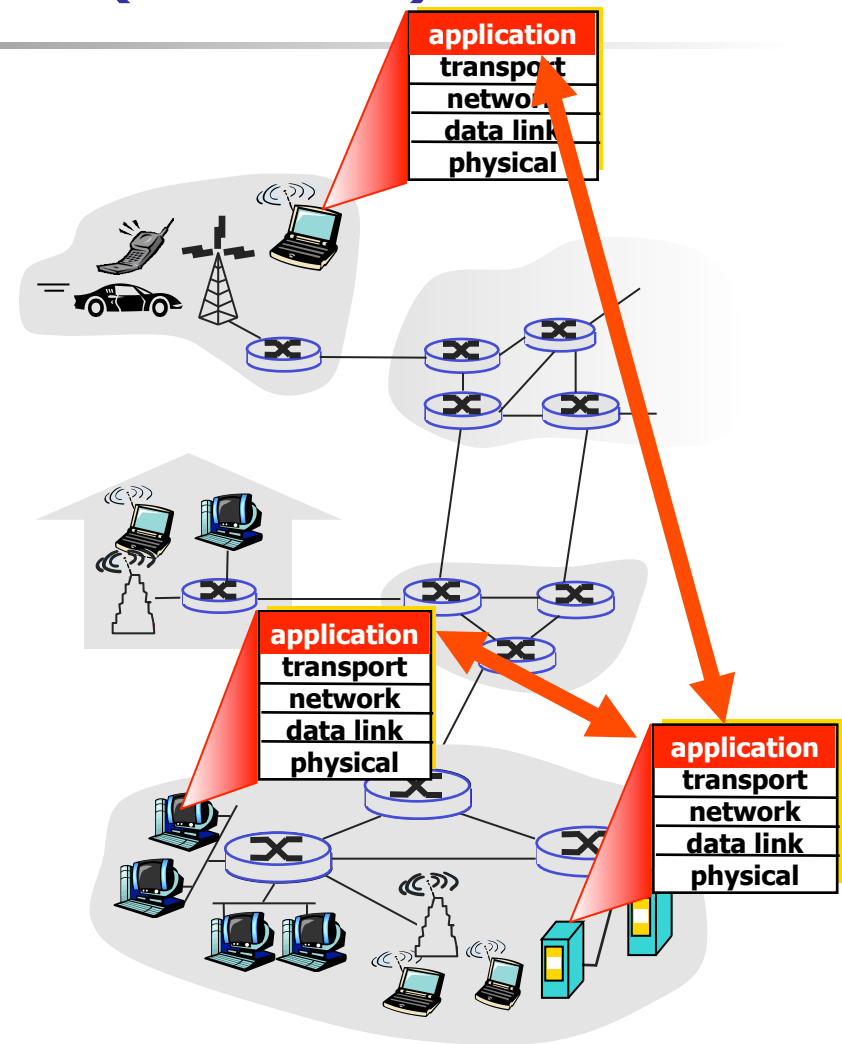 application
transport
network
data link
physical
application
transport
network
data link
physical
application
transport
network
data link
physical